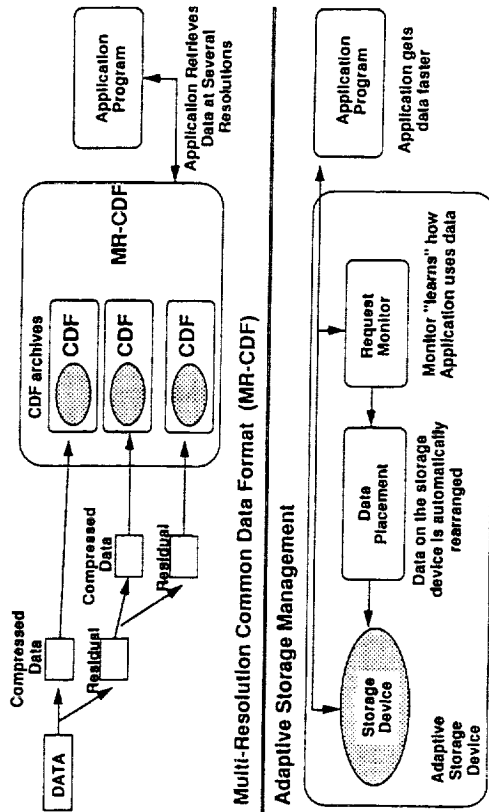 DATA
Compressed
Data
Residual
Compressed
Data
Residual
CDF archives
CDF
CDF
CDF
MR-CDF
Application
Program
Application Retrieves
Data at Several
Resolutions
Multi-Resolution Common Data Format (MR-CDF)
Adaptive Storage Management
Storage
Device
Adaptive
Storage
Device
Data
Placement
Data on the storage
device is automatically
rearranged
Request
Monitor
Monitor "learns" how
Application uses data
Application
Program
Application gets
data faster